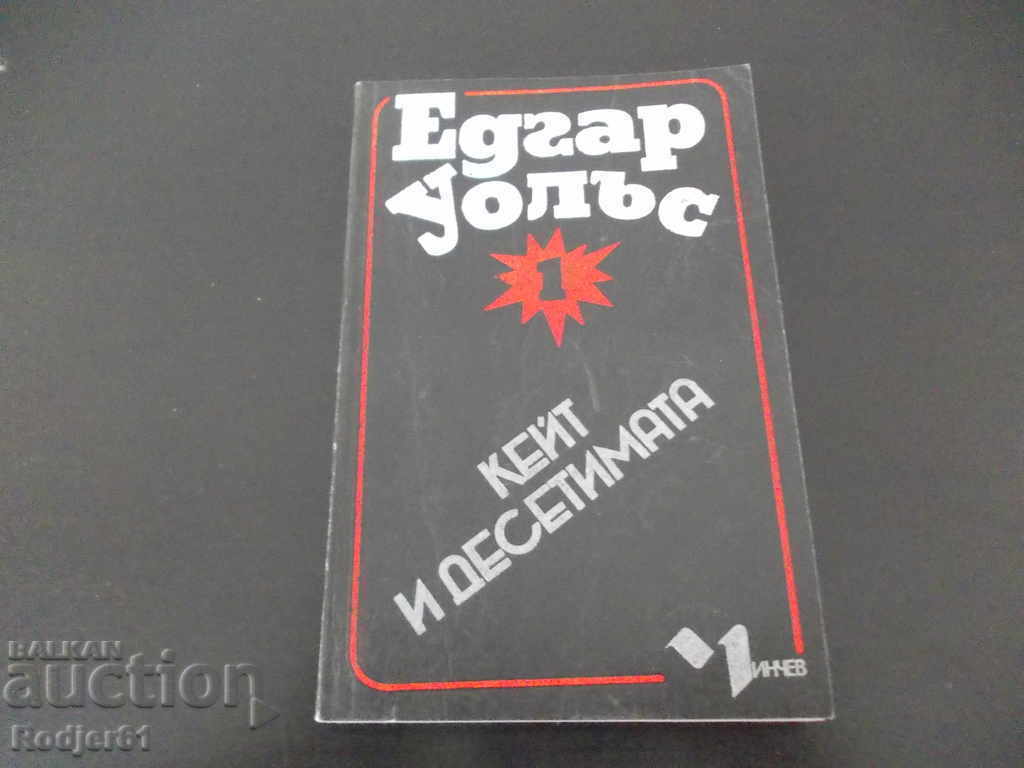 Едгар
Уолъс
1
КЕЙТ
И ДЕСЕТИМАТА
ИНЧЕВ
BALKAN
auction
Rodjer61